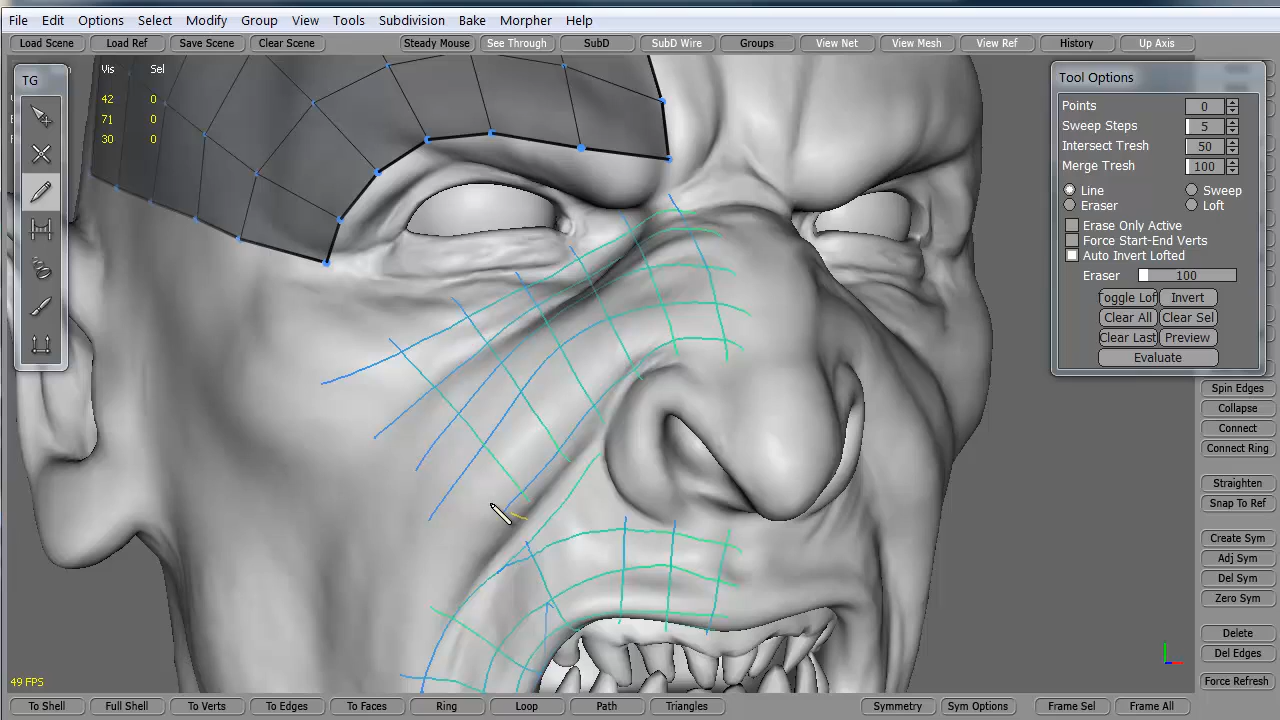 File Edit Options Select Modify Group View Tools Subdivision Bake Morpher Help
Load Scene Load Ref Save Scene Clear Scene Steady Mouse See Through SubD SubD Wire Groups View Net View Mesh View Ref History Up Axis
TG
Vis Sel
42 0
71 0
30 0
Tool Options
Points 0
Sweep Steps 5
Intersect Tresh 50
Merge Tresh 100
Line Sweep
Eraser Loft
Erase Only Active
Force Start-End Verts
Auto Invert Lofted
Eraser 100
Toggle Lof Invert
Clear All Clear Sel
Clear Last Preview
Evaluate
Spin Edges
Collapse
Connect
Connect Ring
Straighten
Snap To Ref
Create Sym
Adj Sym
Del Sym
Zero Sym
Delete
Del Edges
Force Refresh
49 FPS
To Shell Full Shell To Verts To Edges To Faces Ring Loop Path Triangles Symmetry Sym Options Frame Sel Frame All